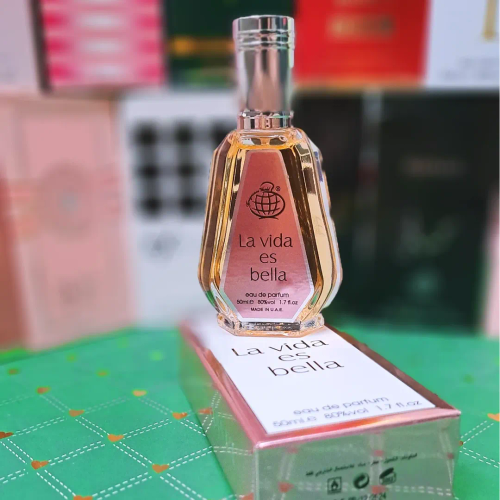 La vida
es
bella
eau de parfum
50ml.e 80%vol 1.7 fl.oz
MADE IN U.A.E
La vida
es
bella
eau de parfum
50ml.e 80%vol 1.7 fl.oz